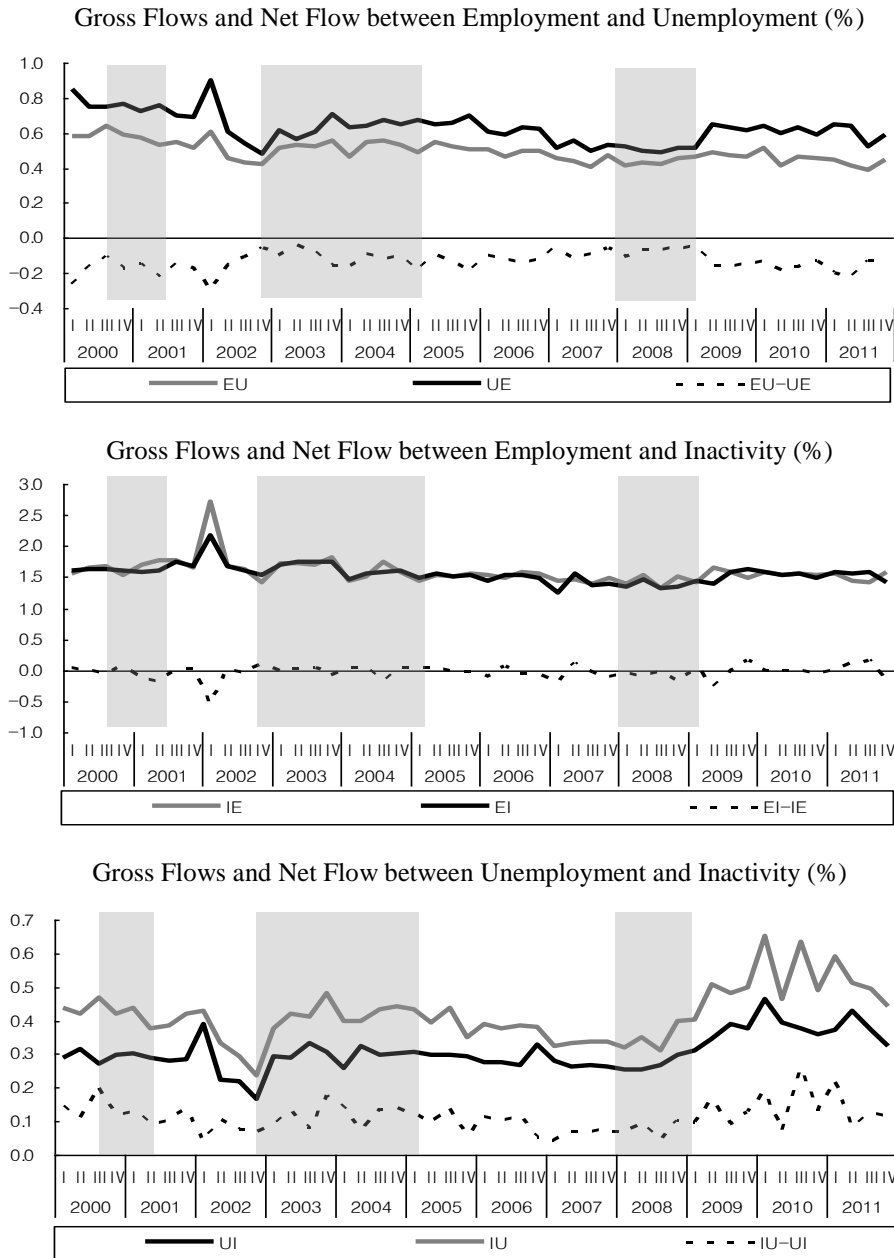 Gross Flows and Net Flow between Employment and Unemployment (%)
1.0
0.8
0.6
0.4
0.2
0.0
−0.2
−0.4
I II III IV I II III IV I II III IV I II III IV I II III IV I II III IV I II III IV I II III IV I II III IV I II III IV I II III IV I II III IV
2000 2001 2002 2003 2004 2005 2006 2007 2008 2009 2010 2011
EU UE EU−UE
Gross Flows and Net Flow between Employment and Inactivity (%)
3.0
2.5
2.0
1.5
1.0
0.5
0.0
−0.5
−1.0
I II III IV I II III IV I II III IV I II III IV I II III IV I II III IV I II III IV I II III IV I II III IV I II III IV I II III IV I II III IV
2000 2001 2002 2003 2004 2005 2006 2007 2008 2009 2010 2011
IE EI EI−IE
Gross Flows and Net Flow between Unemployment and Inactivity (%)
0.7
0.6
0.5
0.4
0.3
0.2
0.1
0.0
I II III IV I II III IV I II III IV I II III IV I II III IV I II III IV I II III IV I II III IV I II III IV I II III IV I II III IV I II III IV
2000 2001 2002 2003 2004 2005 2006 2007 2008 2009 2010 2011
UI IU IU−UI